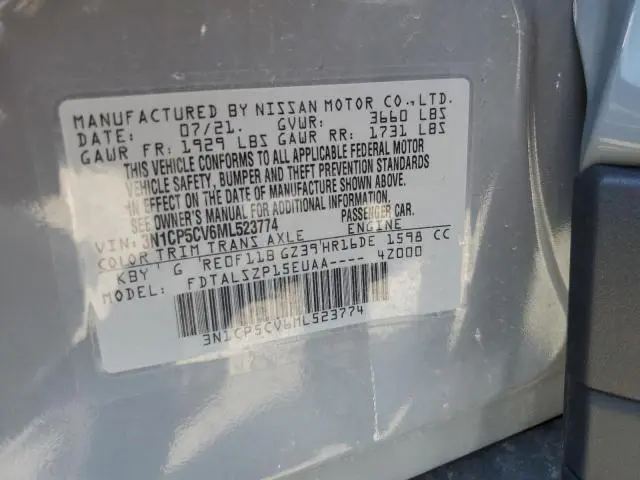 MANUFACTURED BY NISSAN MOTOR CO.,LTD.
DATE: 07/21. GVWR: 3660 LBS
GAWR FR: 1929 LBS GAWR RR: 1731 LBS
THIS VEHICLE CONFORMS TO ALL APPLICABLE FEDERAL MOTOR
VEHICLE SAFETY, BUMPER AND THEFT PREVENTION STANDARDS
IN EFFECT ON THE DATE OF MANUFACTURE SHOWN ABOVE.
SEE OWNER'S MANUAL FOR ADDITIONAL INFORMATION.
VIN: 3N1CP5CV6ML523774 PASSENGER CAR.
COLOR TRIM TRANS AXLE ENGINE
KBY G RE0F11B GZ39 HR16DE 1598 CC
MODEL: FDTALSZP15EUAA---- 4Z000
3N1CP5CV6ML523774